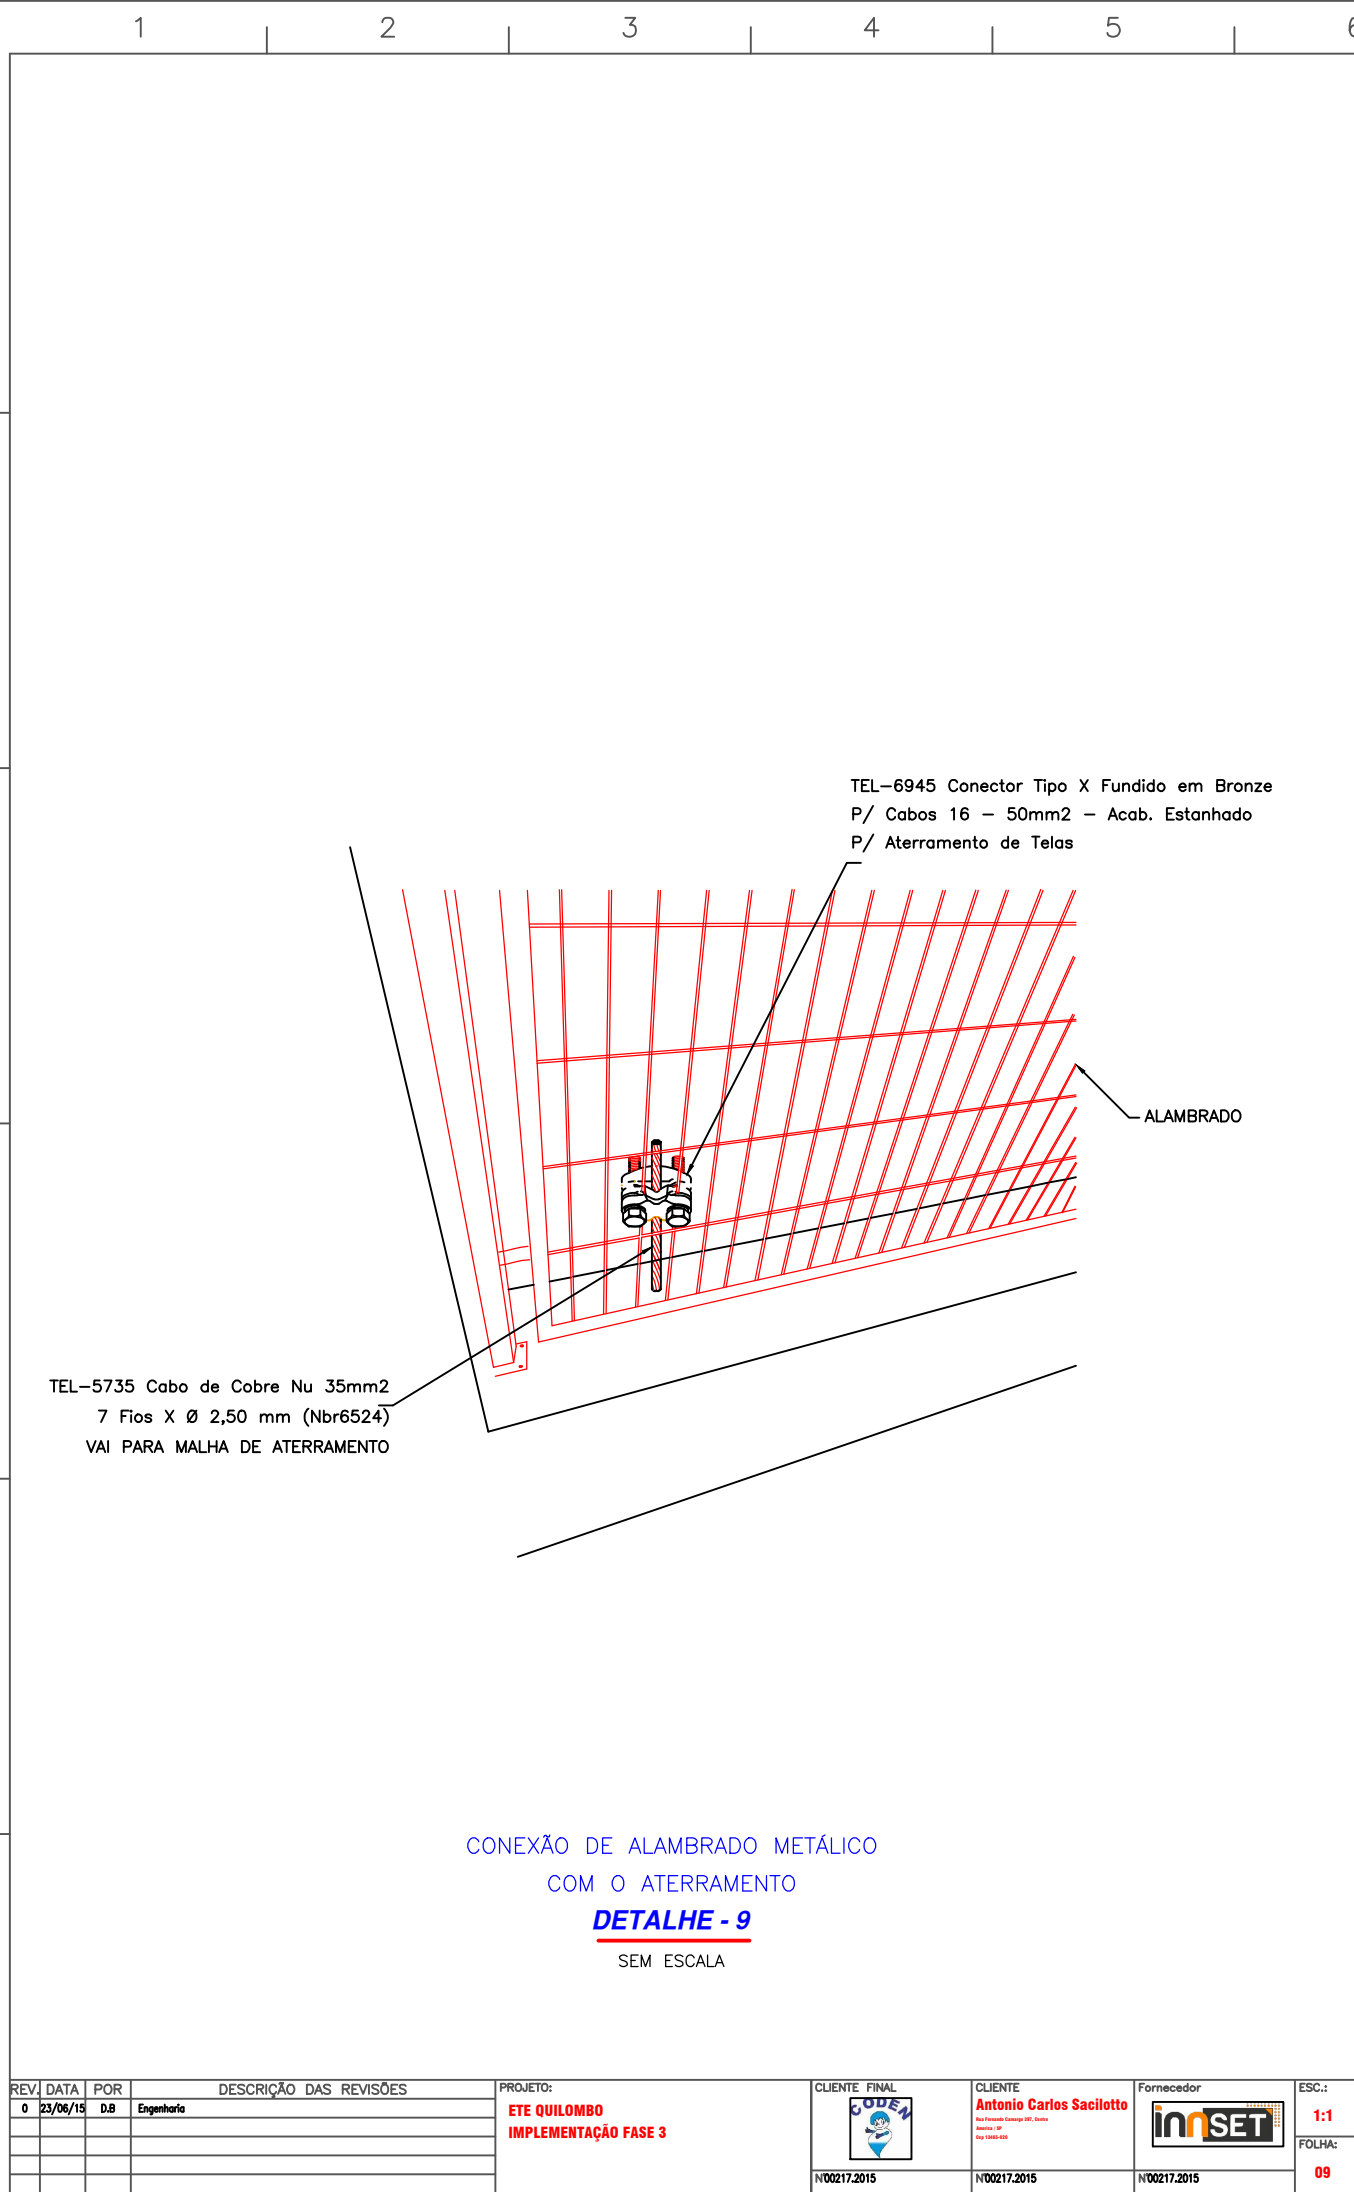 1 2 3 4 5 6
TEL-6945 Conector Tipo X Fundido em Bronze
P/ Cabos 16 - 50mm2 - Acab. Estanhado
P/ Aterramento de Telas
ALAMBRADO
TEL-5735 Cabo de Cobre Nu 35mm2
7 Fios X Ø 2,50 mm (Nbr6524)
VAI PARA MALHA DE ATERRAMENTO
CONEXÃO DE ALAMBRADO METÁLICO
COM O ATERRAMENTO
DETALHE - 9
SEM ESCALA
REV. DATA POR DESCRIÇÃO DAS REVISÕES
0 23/06/15 D.B Engenharia
PROJETO:
ETE QUILOMBO
IMPLEMENTAÇÃO FASE 3
CLIENTE FINAL
CODEN
Nº00217.2015
CLIENTE
Antonio Carlos Sacilotto
Nº00217.2015
Fornecedor
innSET
Nº00217.2015
ESC.:
1:1
FOLHA:
09